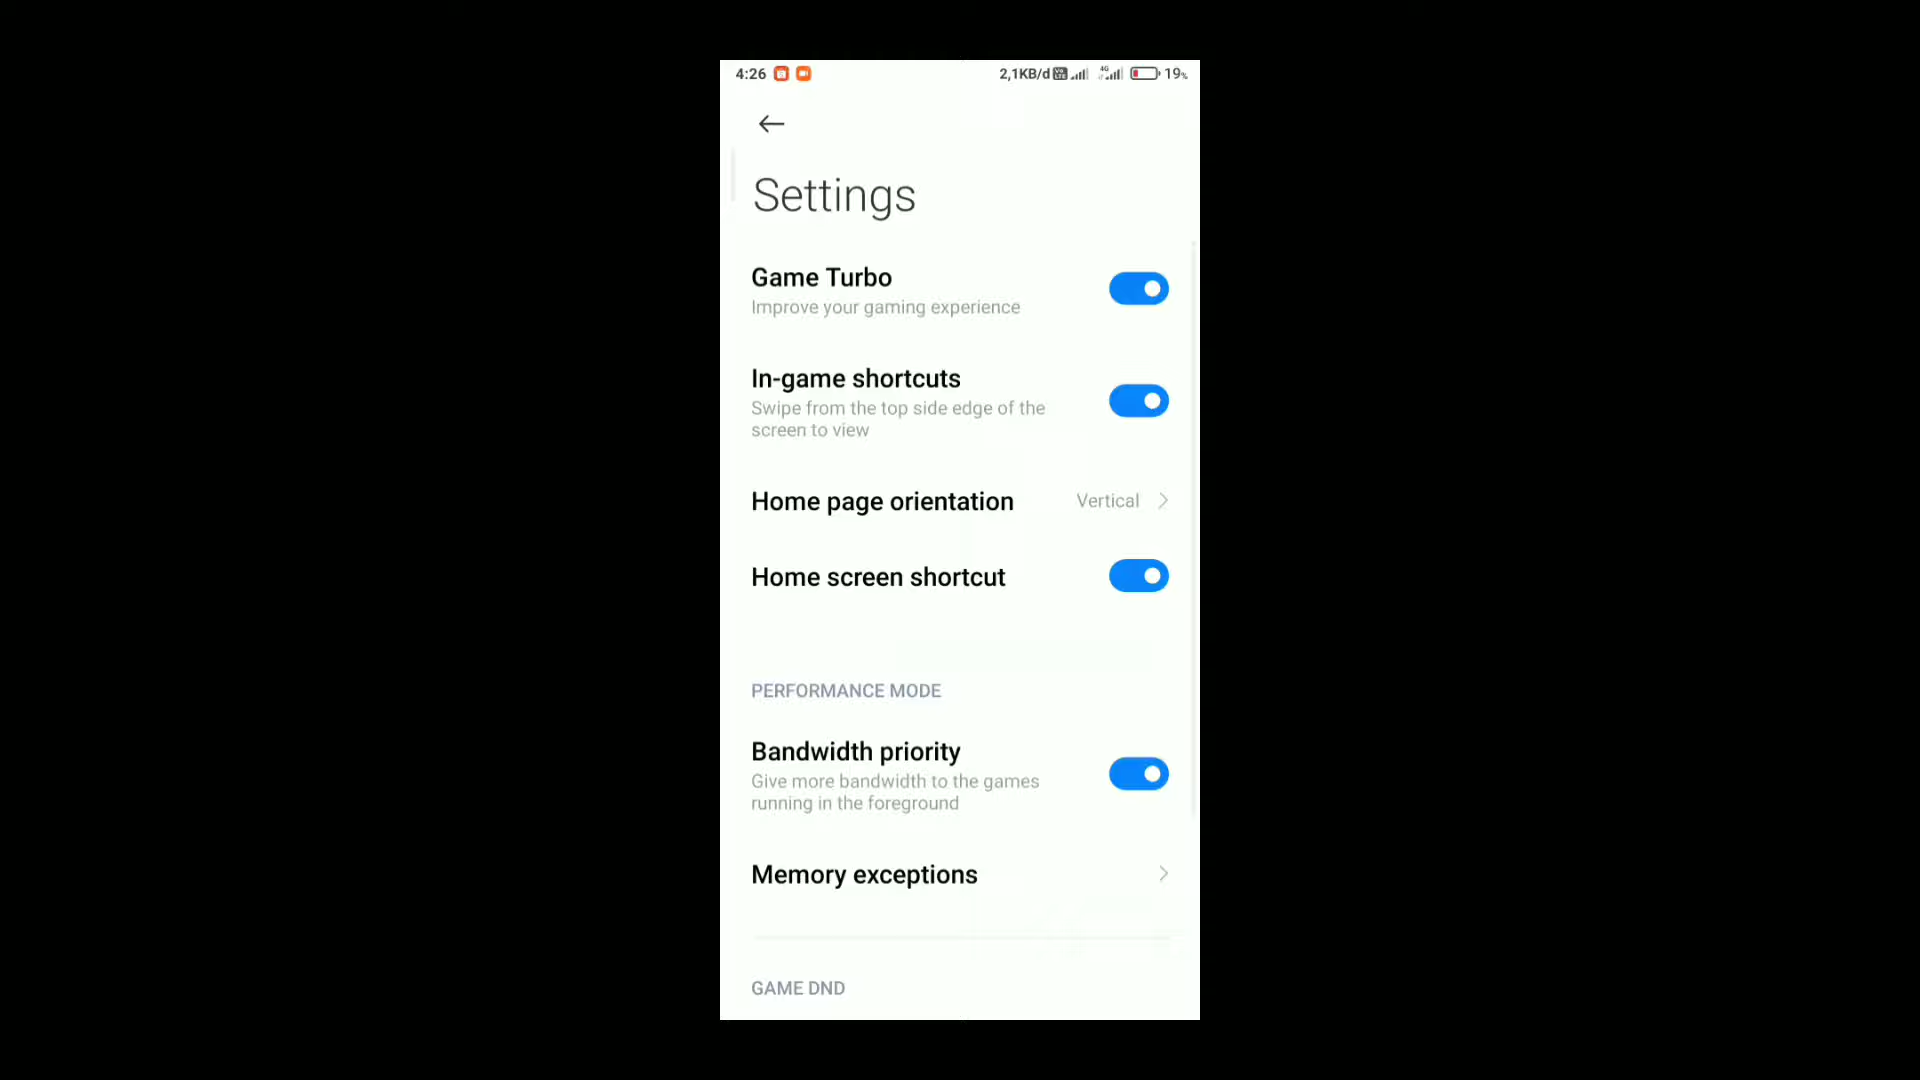 4:26 2,1KB/d 4G 19%
Settings
Game Turbo
Improve your gaming experience
In-game shortcuts
Swipe from the top side edge of the
screen to view
Home page orientation Vertical
Home screen shortcut
PERFORMANCE MODE
Bandwidth priority
Give more bandwidth to the games
running in the foreground
Memory exceptions
GAME DND